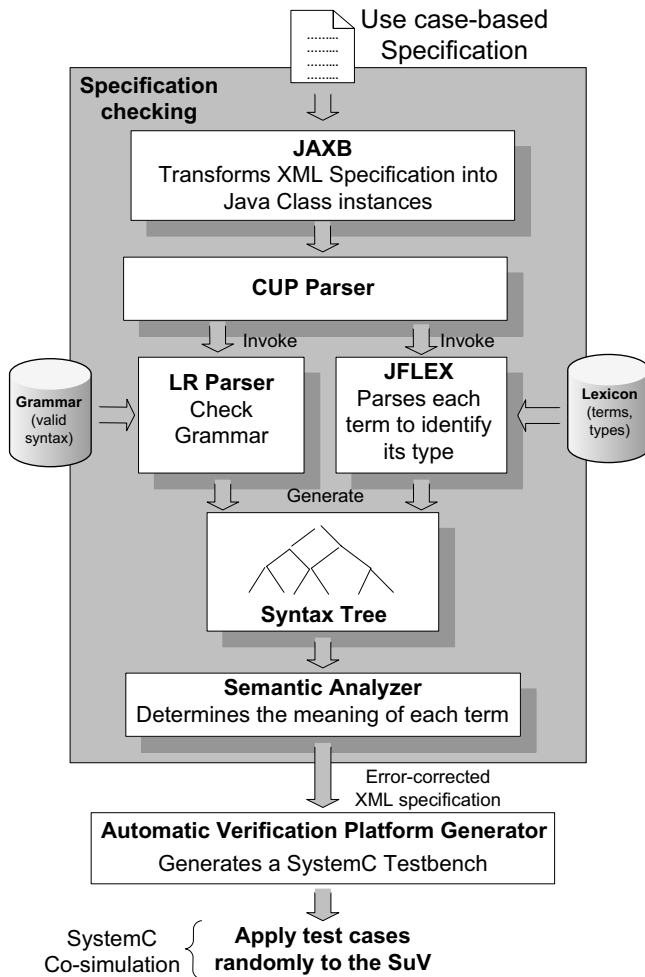 Use case-based
Specification
Specification
checking
JAXB
Transforms XML Specification into
Java Class instances
CUP Parser
Invoke
Invoke
Grammar
(valid
syntax)
LR Parser
Check
Grammar
JFLEX
Parses each
term to identify
its type
Lexicon
(terms,
types)
Generate
Syntax Tree
Semantic Analyzer
Determines the meaning of each term
Error-corrected
XML specification
Automatic Verification Platform Generator
Generates a SystemC Testbench
SystemC
Co-simulation
Apply test cases
randomly to the SuV